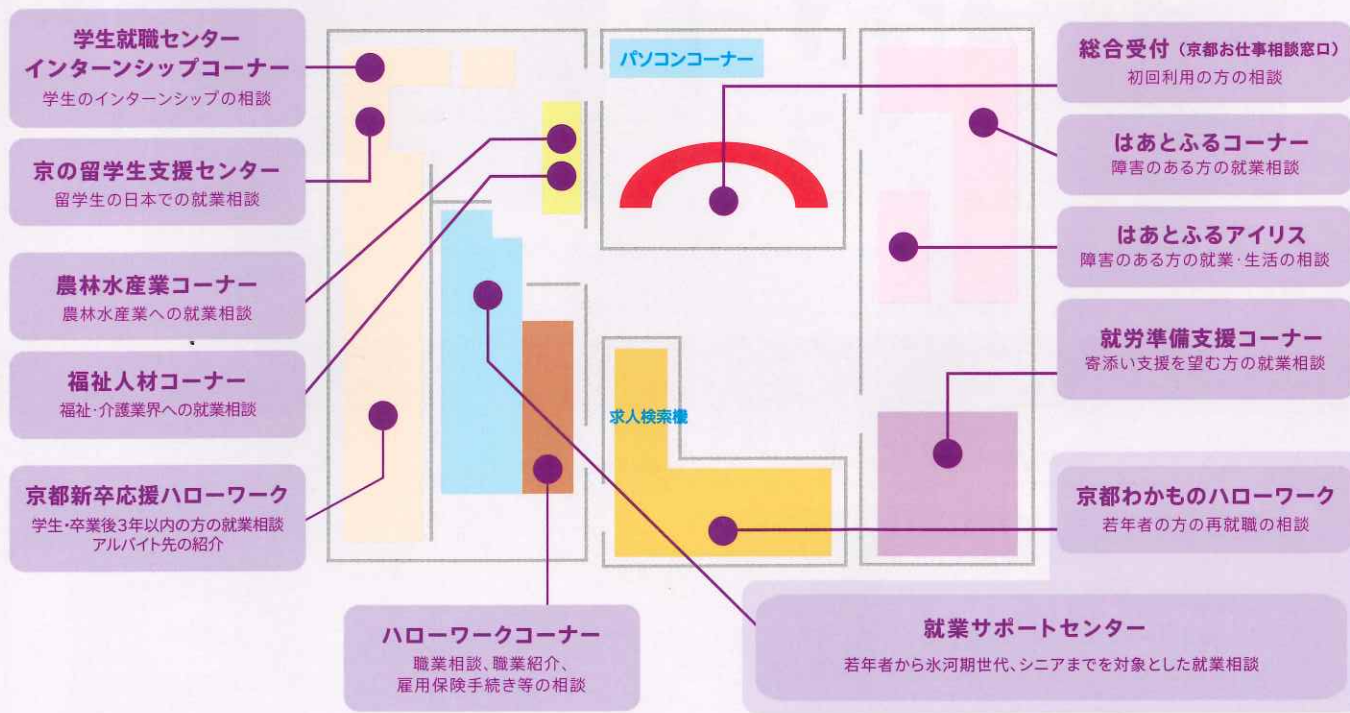 学生就職センター
インターンシップコーナー
学生のインターンシップの相談
京の留学生支援センター
留学生の日本での就業相談
農林水産業コーナー
農林水産業への就業相談
福祉人材コーナー
福祉・介護業界への就業相談
京都新卒応援ハローワーク
学生・卒業後3年以内の方の就業相談
アルバイト先の紹介
パソコンコーナー
求人検索機
総合受付（京都お仕事相談窓口）
初回利用の方の相談
はあとふるコーナー
障害のある方の就業相談
はあとふるアイリス
障害のある方の就業・生活の相談
就労準備支援コーナー
寄添い支援を望む方の就業相談
京都わかものハローワーク
若年者の方の再就職の相談
ハローワークコーナー
職業相談、職業紹介、
雇用保険手続き等の相談
就業サポートセンター
若年者から氷河期世代、シニアまでを対象とした就業相談